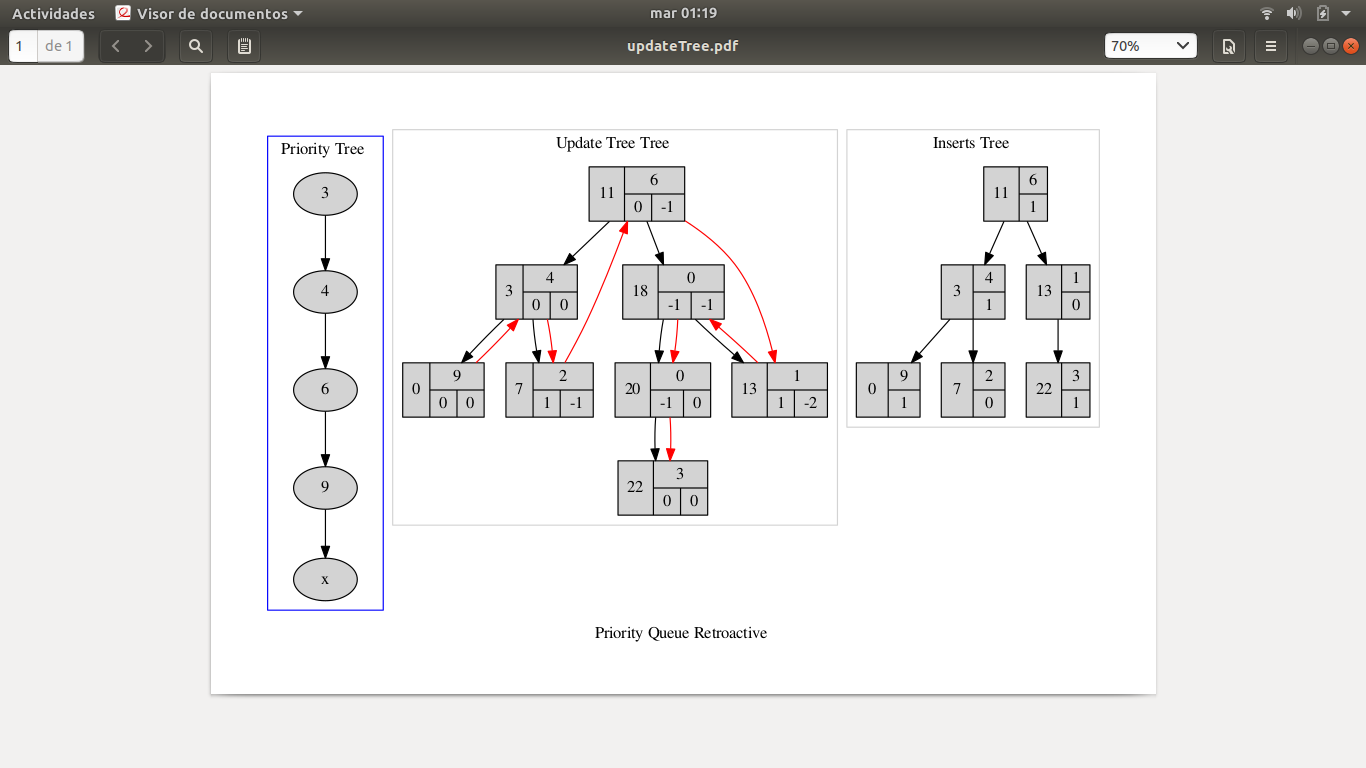 Actividades Visor de documentos mar 01:19
1 de 1 updateTree.pdf 70%
Priority Tree
3
4
6
9
x
Update Tree Tree
11 6 0 -1
3 4 0 0
18 0 -1 -1
0 9 0 0
7 2 1 -1
20 0 -1 0
13 1 1 -2
22 3 0 0
Inserts Tree
11 6 1
3 4 1
13 1 0
0 9 1
7 2 0
22 3 1
Priority Queue Retroactive